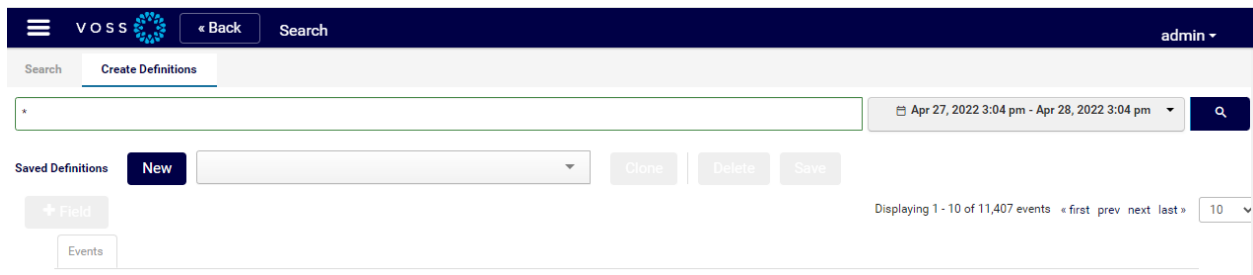 VOSS « Back Search admin
Search Create Definitions
* Apr 27, 2022 3:04 pm - Apr 28, 2022 3:04 pm
Saved Definitions New Clone Delete Save
+ Field Displaying 1 - 10 of 11,407 events « first prev next last » 10
Events